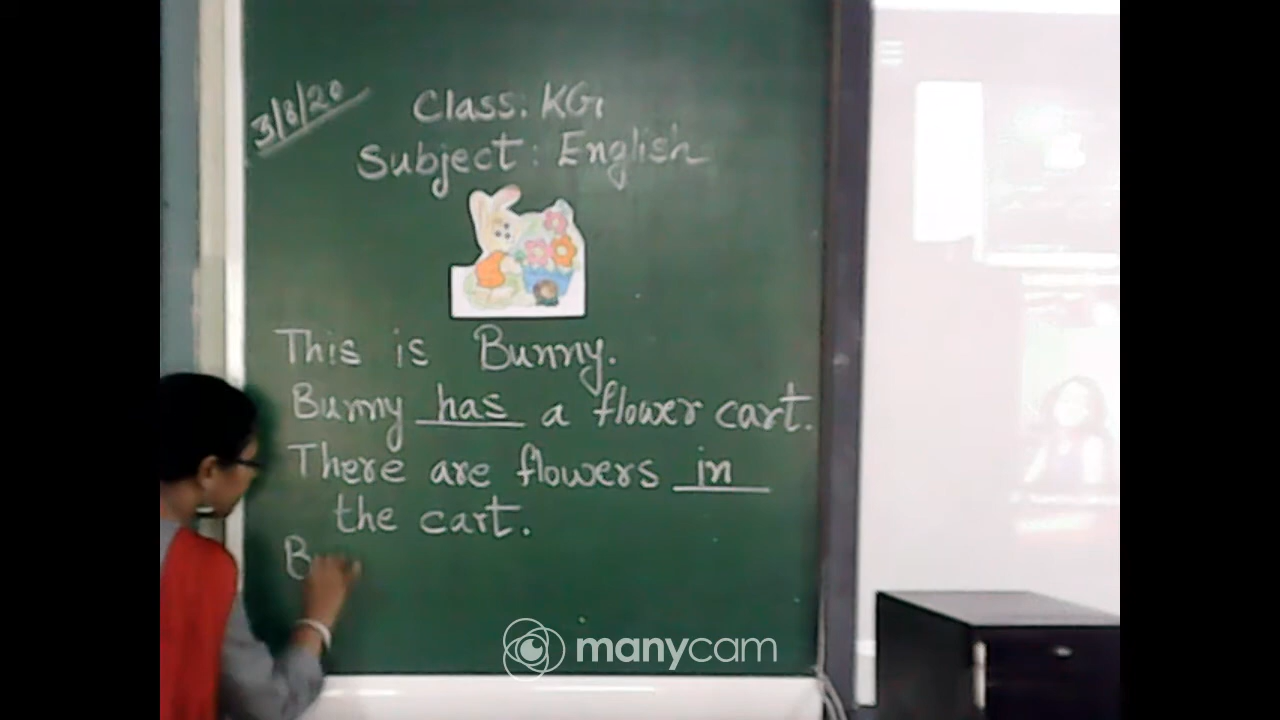 3/8/20
Class. KG1
Subject: English
This is Bunny.
Bunny has a flower cart.
There are flowers in
the cart.
B
manycam